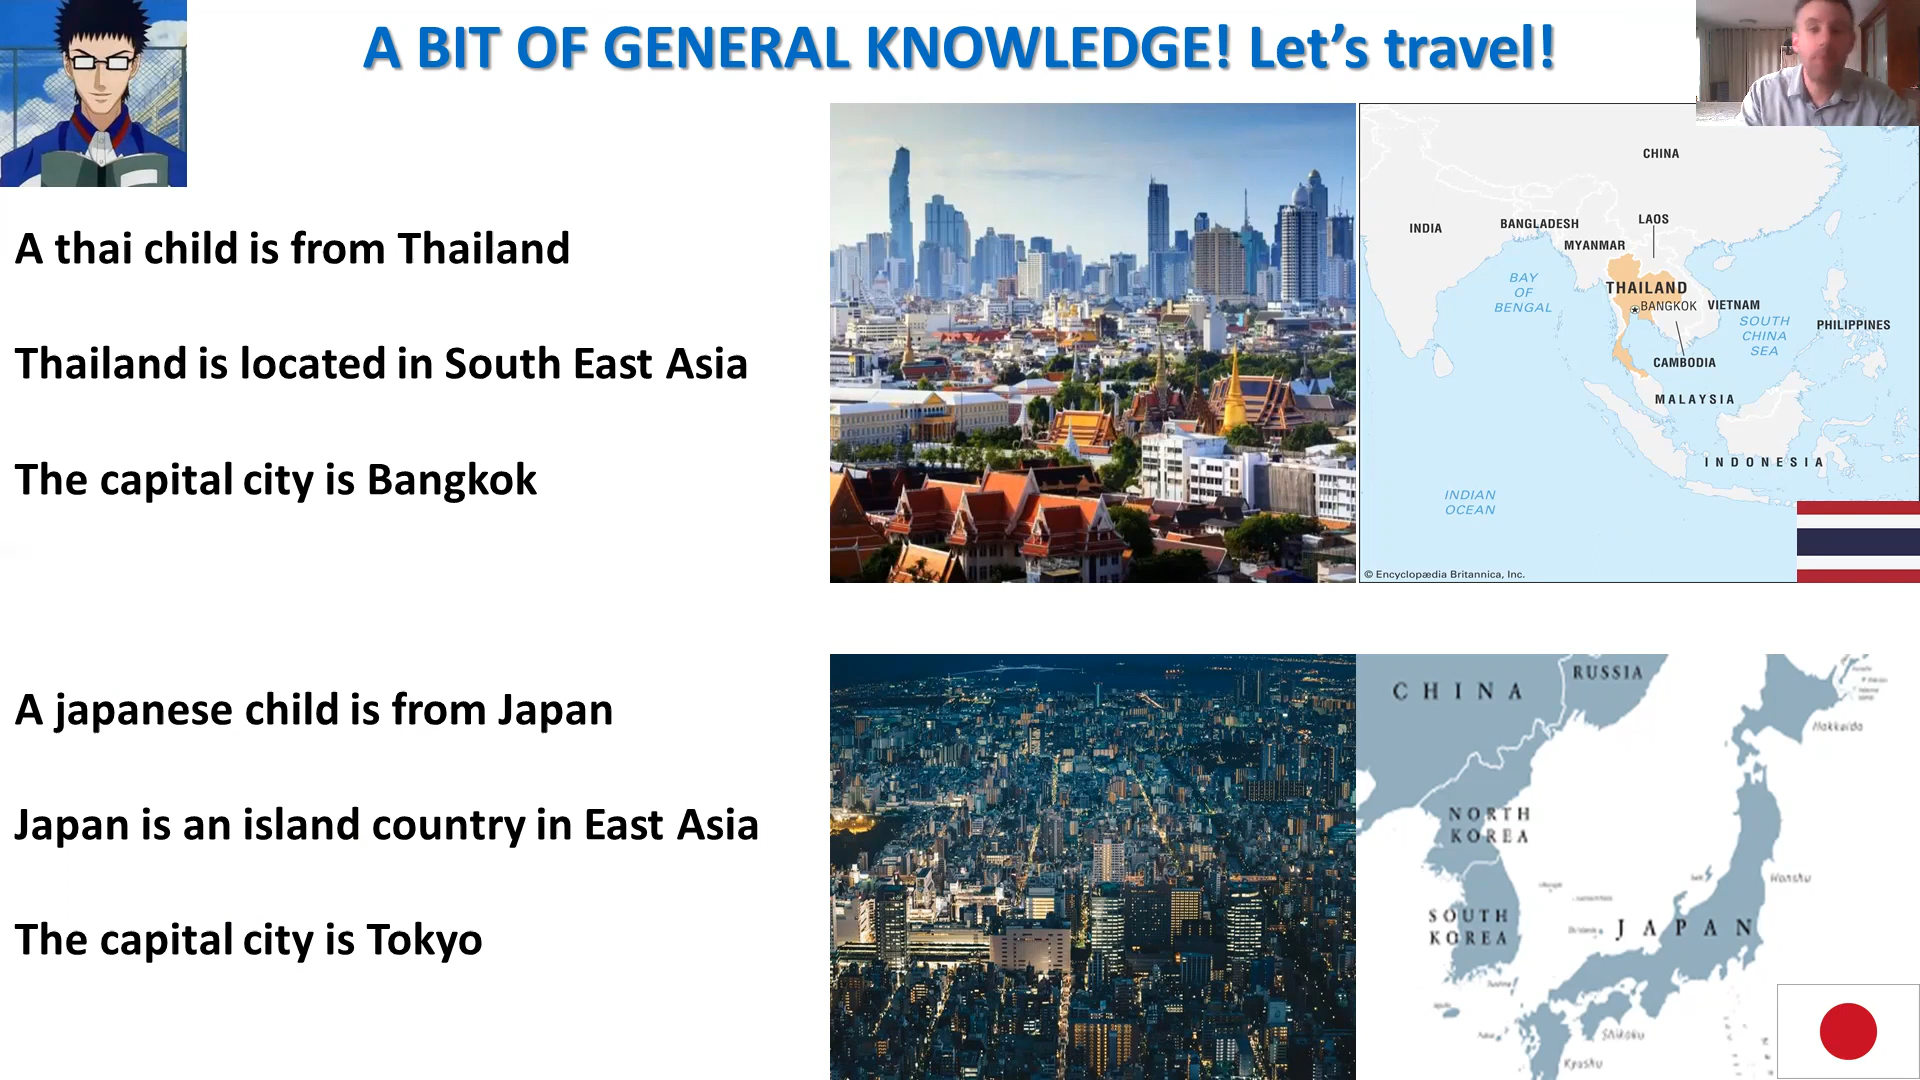 A BIT OF GENERAL KNOWLEDGE! Let's travel!
A thai child is from Thailand
Thailand is located in South East Asia
The capital city is Bangkok
CHINA
INDIA
BANGLADESH
LAOS
MYANMAR
BAY
OF
BENGAL
THAILAND
BANGKOK
VIETNAM
SOUTH
CHINA
SEA
PHILIPPINES
CAMBODIA
MALAYSIA
INDONESIA
INDIAN
OCEAN
© Encyclopædia Britannica, Inc.
A japanese child is from Japan
Japan is an island country in East Asia
The capital city is Tokyo
CHINA
RUSSIA
Hokkaido
NORTH
KOREA
Honshu
SOUTH
KOREA
JAPAN
Shikoku
Kyushu